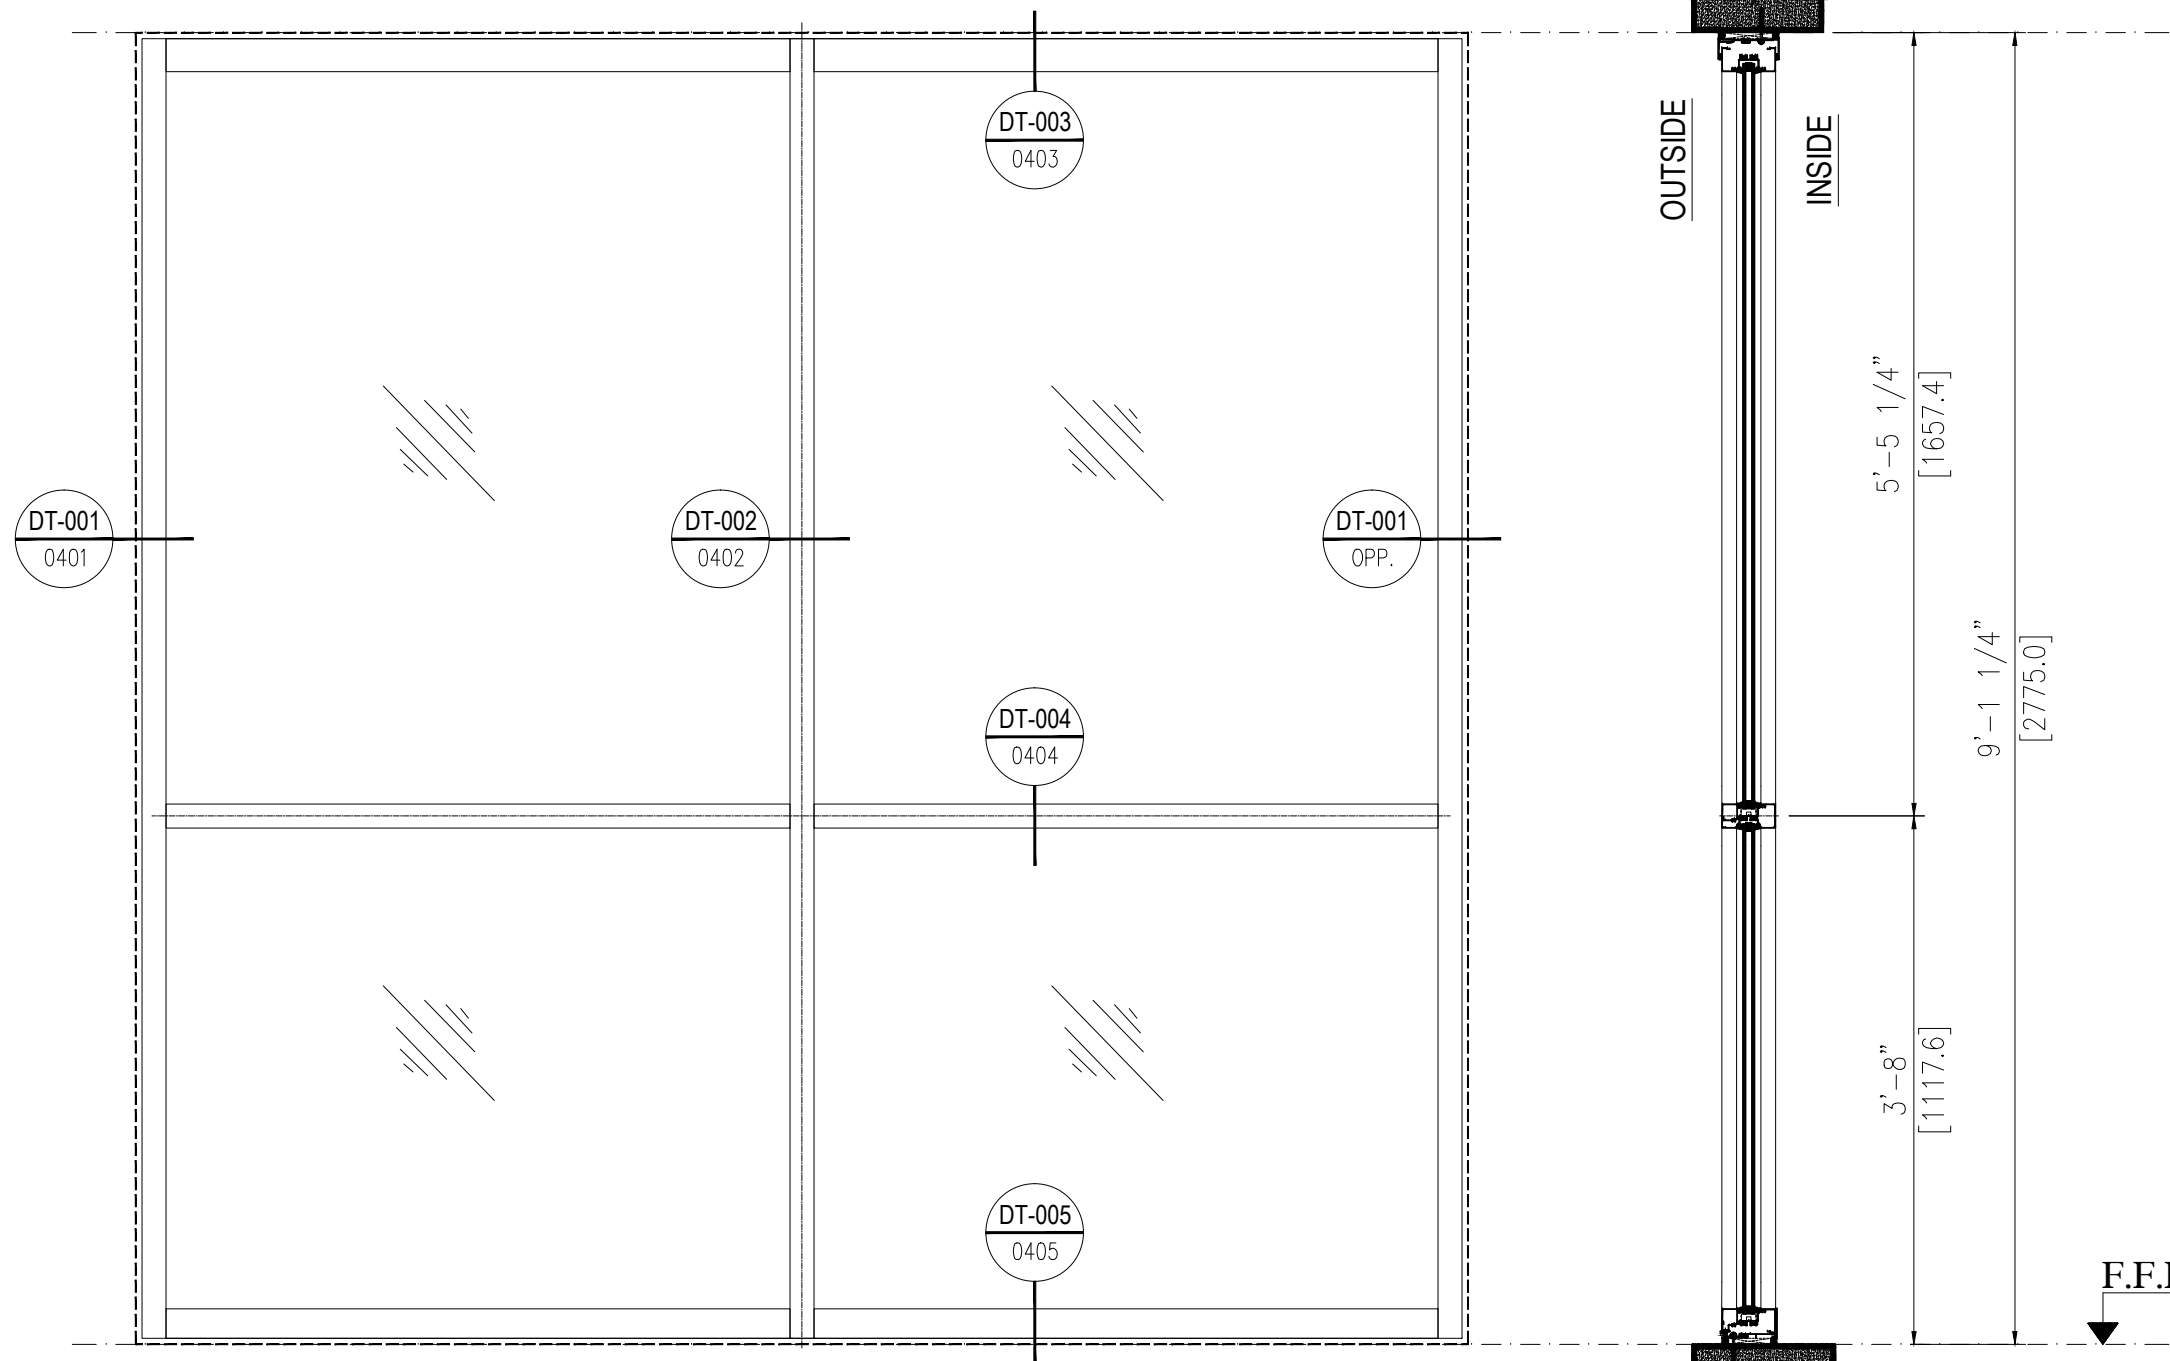 DT-003
0403
OUTSIDE
INSIDE
5'-5 1/4"
[1657.4]
DT-001
0401
DT-002
0402
DT-001
OPP.
9'-1 1/4"
[2775.0]
DT-004
0404
3'-8"
[1117.6]
DT-005
0405
F.F.